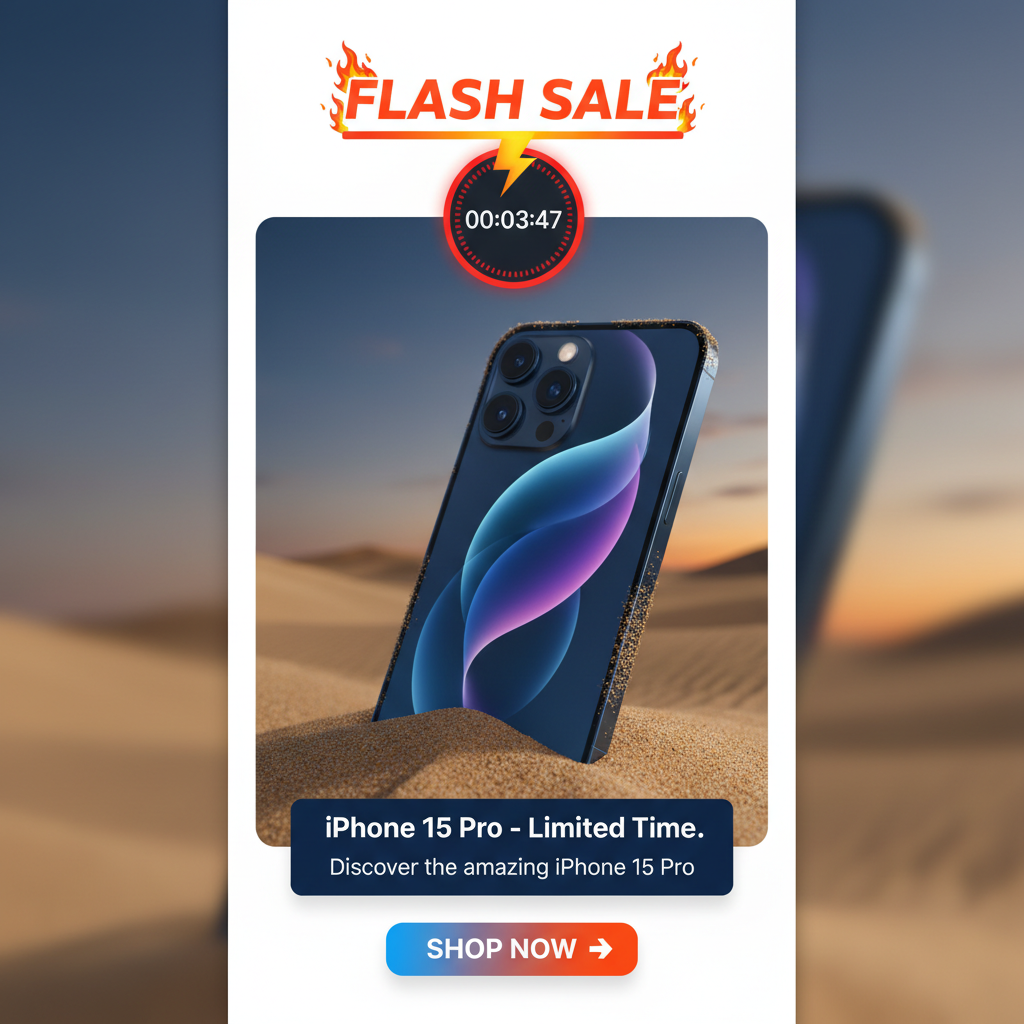 FLASH SALE
00:03:47
iPhone 15 Pro - Limited Time.
Discover the amazing iPhone 15 Pro
SHOP NOW →